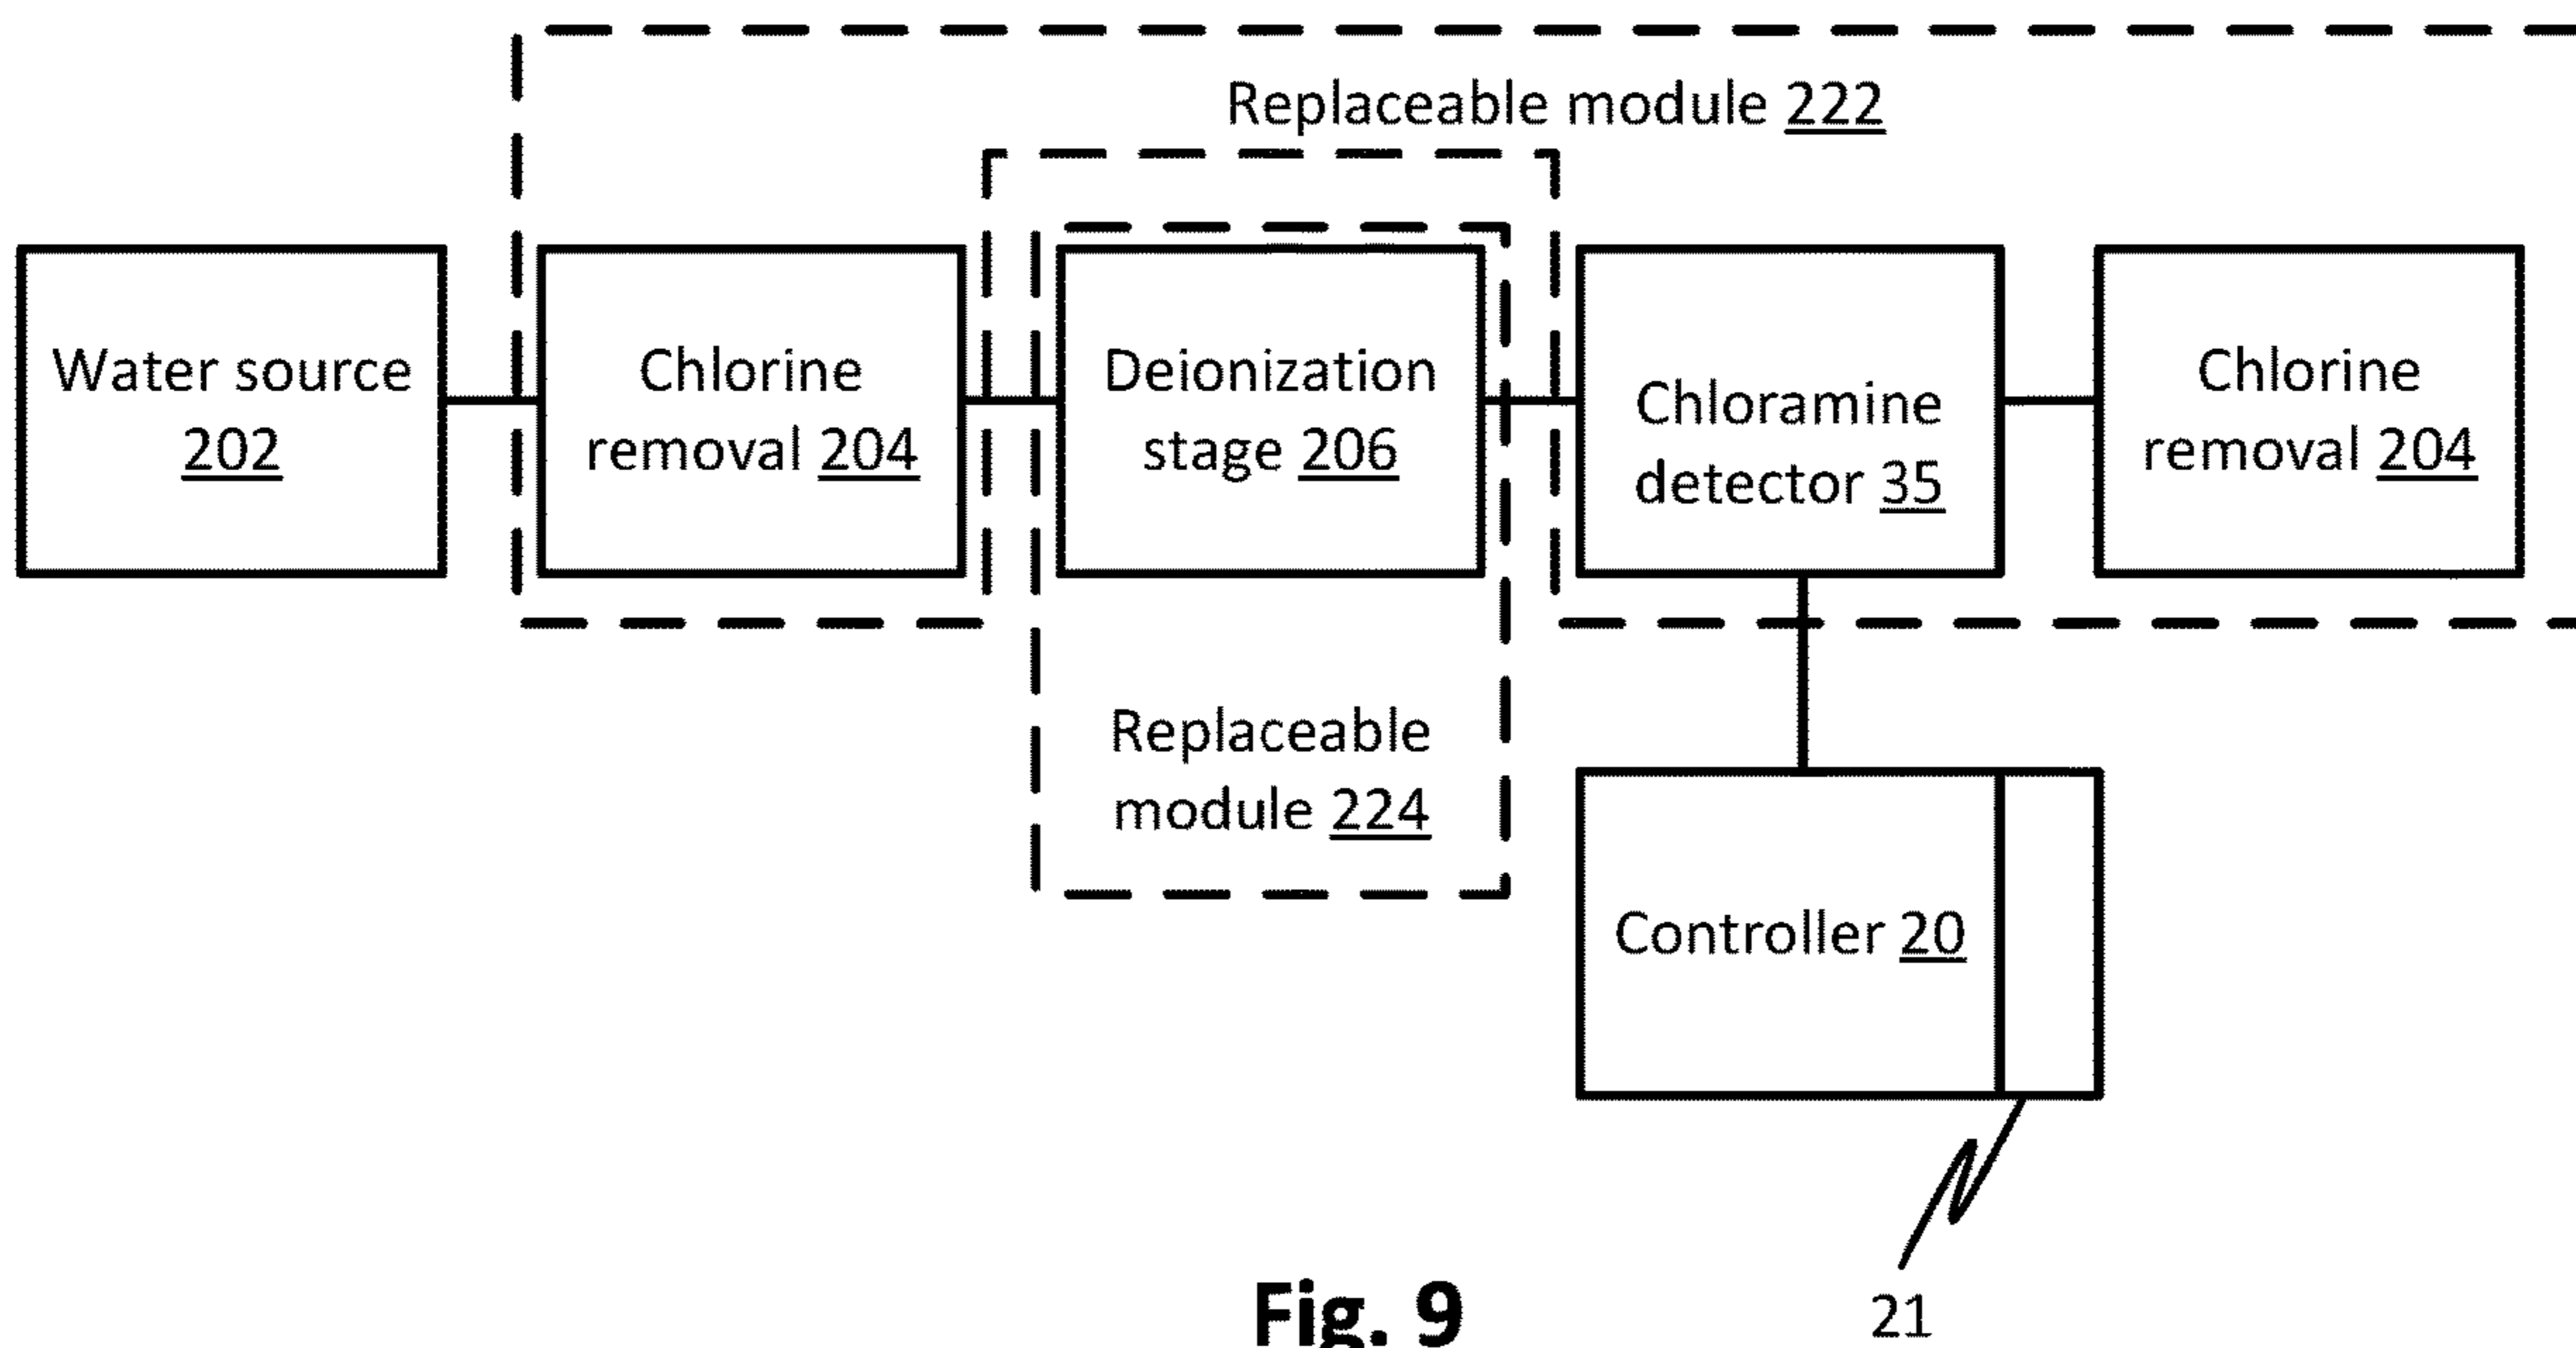 Replaceable module 222
Water source
202
Chlorine
removal 204
Deionization
stage 206
Chloramine
detector 35
Chlorine
removal 204
Replaceable
module 224
Controller 20
21
Fig. 9